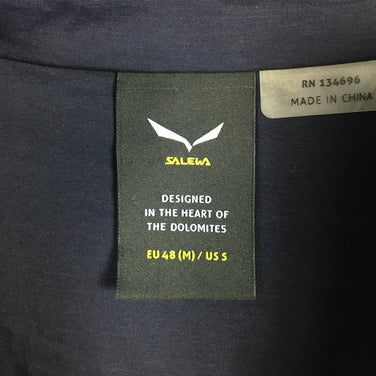 RN 134696
MADE IN CHINA
SALEWA
DESIGNED
IN THE HEART OF
THE DOLOMITES
EU 48 (M) / US S